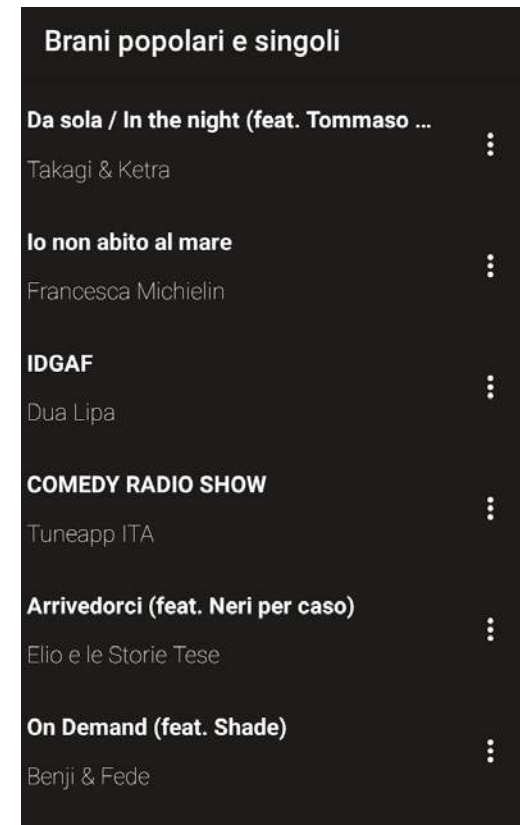 Brani popolari e singoli
Da sola / In the night (feat. Tommaso ...
Takagi & Ketra
Io non abito al mare
Francesca Michielin
IDGAF
Dua Lipa
COMEDY RADIO SHOW
Tuneapp ITA
Arrivedorci (feat. Neri per caso)
Elio e le Storie Tese
On Demand (feat. Shade)
Benji & Fede